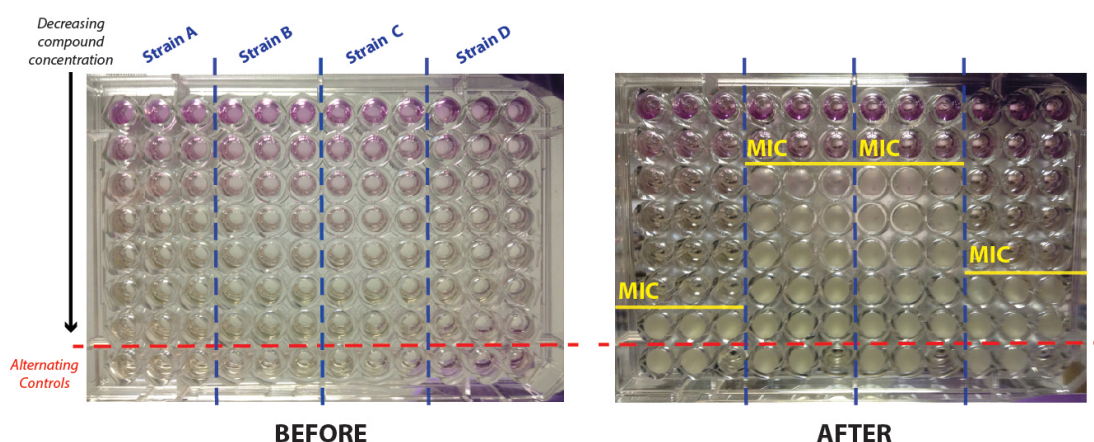 Decreasing
compound
concentration
Strain A
Strain B
Strain C
Strain D
MIC
MIC
MIC
MIC
Alternating
Controls
BEFORE
AFTER